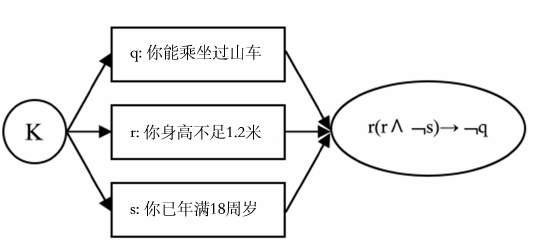 q: 你能乘坐过山车
K
r: 你身高不足1.2米
r(r∧ ¬s)→ ¬q
s: 你已年满18周岁